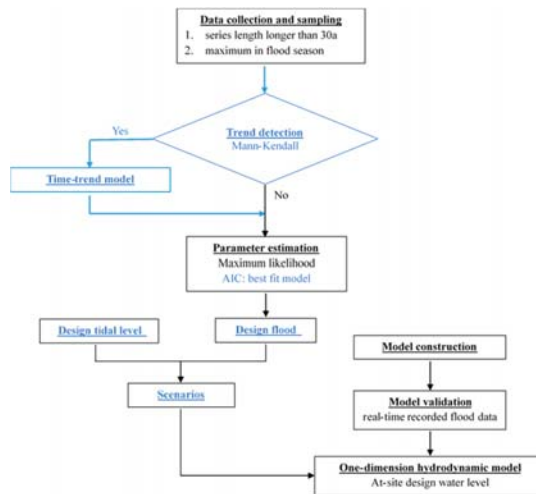 Data collection and sampling
1. series length longer than 30a
2. maximum in flood season
Yes
Trend detection
Mann-Kendall
Time-trend model
No
Parameter estimation
Maximum likelihood
AIC: best fit model
Design tidal level
Design flood
Model construction
Scenarios
Model validation
real-time recorded flood data
One-dimension hydrodynamic model
At-site design water level